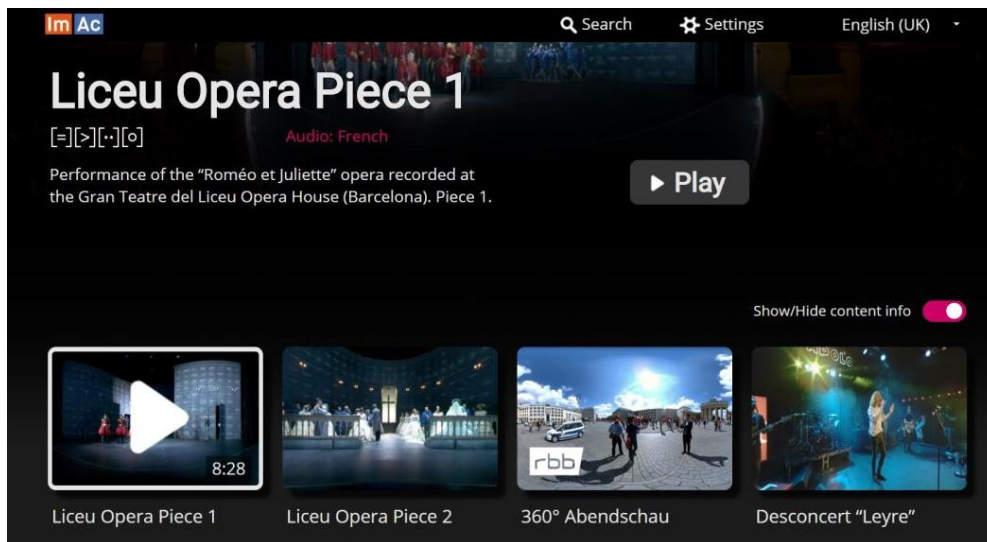 Im Ac
Search
Settings
English (UK)
Liceu Opera Piece 1
[=][>][··][o]
Audio: French
Performance of the “Roméo et Juliette” opera recorded at
the Gran Teatre del Liceu Opera House (Barcelona). Piece 1.
Play
Show/Hide content info
8:28
rbb
Liceu Opera Piece 1
Liceu Opera Piece 2
360° Abendschau
Desconcert “Leyre”